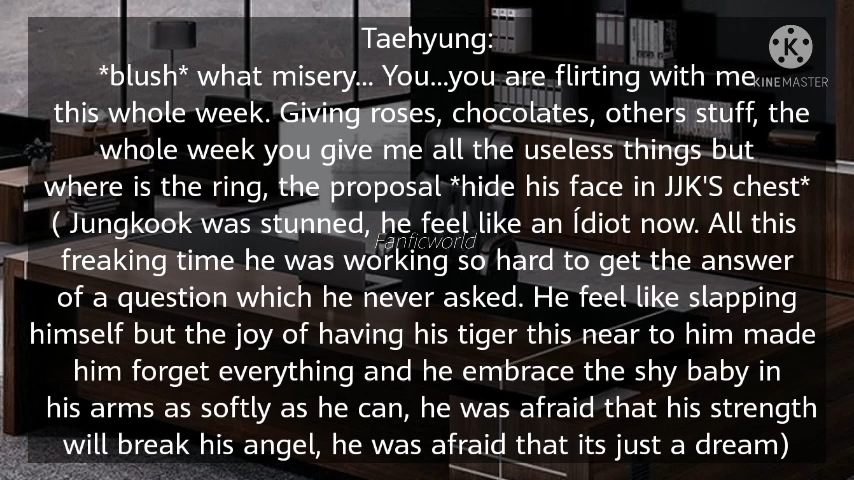 Taehyung:
*blush* what misery... You...you are flirting with me
KINEMASTER
this whole week. Giving roses, chocolates, others stuff, the
whole week you give me all the useless things but
where is the ring, the proposal *hide his face in JJK'S chest*
( Jungkook was stunned, he feel like an Ídiot now. All this
Fanficworld
freaking time he was working so hard to get the answer
of a question which he never asked. He feel like slapping
himself but the joy of having his tiger this near to him made
him forget everything and he embrace the shy baby in
his arms as softly as he can, he was afraid that his strength
will break his angel, he was afraid that its just a dream)